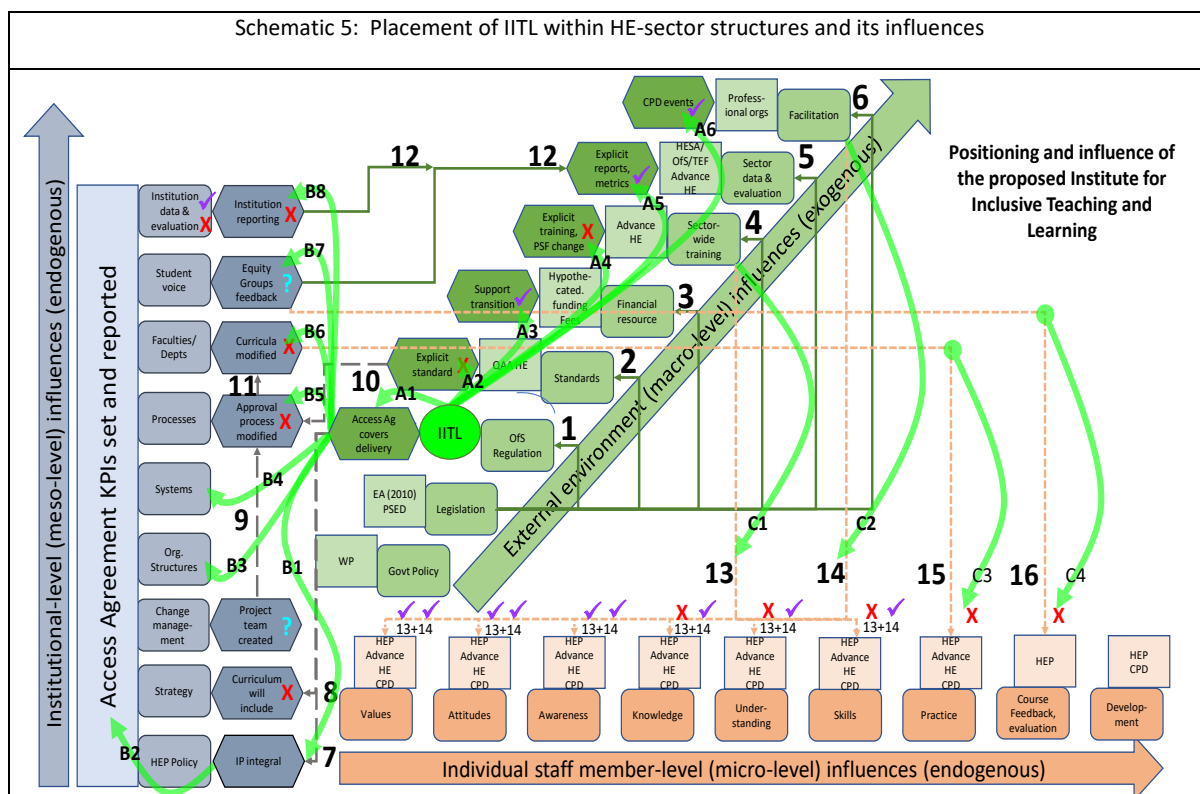 Schematic 5: Placement of IITL within HE-sector structures and its influences
Positioning and influence of
the proposed Institute for
Inclusive Teaching and
Learning
Institutional-level (meso-level) influences (endogenous)
Access Agreement KPIs set and reported
External environment (macro-level) influences (exogenous)
Individual staff member-level (micro-level) influences (endogenous)
CPD events
Profess-
ional orgs
Facilitation
6
A6
Explicit
reports,
metrics
HESA/
OfS/TEF
Advance
HE
Sector
data &
evaluation
5
A5
12
12
Explicit
training,
PSF change
X
Advance
HE
Sector-
wide
training
4
A4
Support
transition
Hypothe-
cated.
funding
Fees
Financial
resource
3
A3
Explicit
standard
X
QAAHE
Standards
2
A2
10
A1
Access Ag
covers
delivery
IITL
OfS
Regulation
1
EA (2010)
PSED
Legislation
WP
Govt Policy
Institution
data &
evaluation
X
Institution
reporting
X
B8
Student
voice
Equity
Groups
feedback
?
B7
Faculties/
Depts
Curricula
modified
X
B6
11
Processes
Approval
process
modified
X
B5
Systems
B4
9
Org.
Structures
B3
B1
Change
manage-
ment
Project
team
created
?
Strategy
Curriculum
will
include
X
8
HEP Policy
IP integral
7
B2
C1
C2
13
14
15
C3
16
C4
13+14
13+14
13+14
X
13+14
X
13+14
X
13+14
X
X
HEP
Advance
HE
CPD
Values
HEP
Advance
HE
CPD
Attitudes
HEP
Advance
HE
CPD
Awareness
HEP
Advance
HE
CPD
Knowledge
HEP
Advance
HE
CPD
Under-
standing
HEP
Advance
HE
CPD
Skills
HEP
Advance
HE
CPD
Practice
HEP
Course
Feedback,
evaluation
HEP
CPD
Develop-
ment